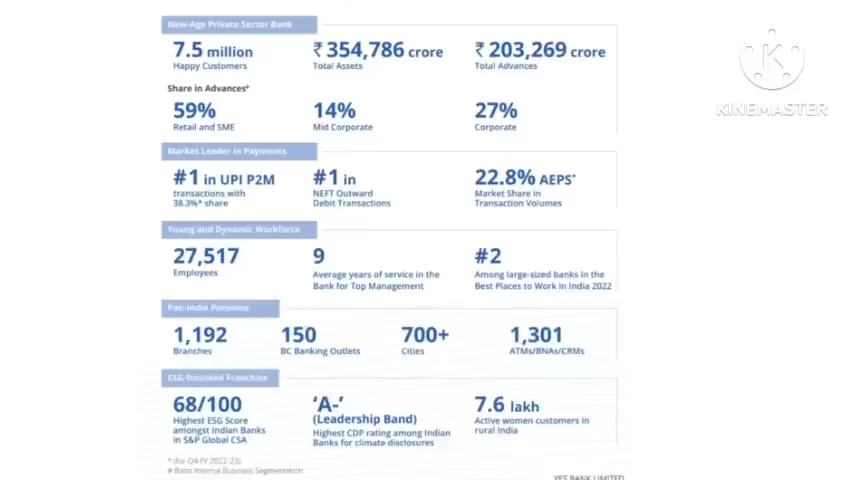 New-Age Private Sector Bank
7.5 million
Happy Customers
₹ 354,786 crore
Total Assets
₹ 203,269 crore
Total Advances
Share in Advances#
59%
Retail and SME
14%
Mid Corporate
27%
Corporate
Market Leader in Payments
#1 in UPI P2M
transactions with
38.3%* share
#1 in
NEFT Outward
Debit Transactions
22.8% AEPS*
Market Share in
Transaction Volumes
Young and Dynamic Workforce
27,517
Employees
9
Average years of service in the
Bank for Top Management
#2
Among large-sized banks in the
Best Places to Work in India 2022
Pan-India Presence
1,192
Branches
150
BC Banking Outlets
700+
Cities
1,301
ATMs/BNAs/CRMs
ESG-focussed Franchise
68/100
Highest ESG Score
amongst Indian Banks
in S&P Global CSA
‘A-’
(Leadership Band)
Highest CDP rating among Indian
Banks for climate disclosures
7.6 lakh
Active women customers in
rural India
* (for Q4 FY 2022-23)
# Basis Internal Business Segmentation
YES BANK LIMITED
K
KINEMASTER